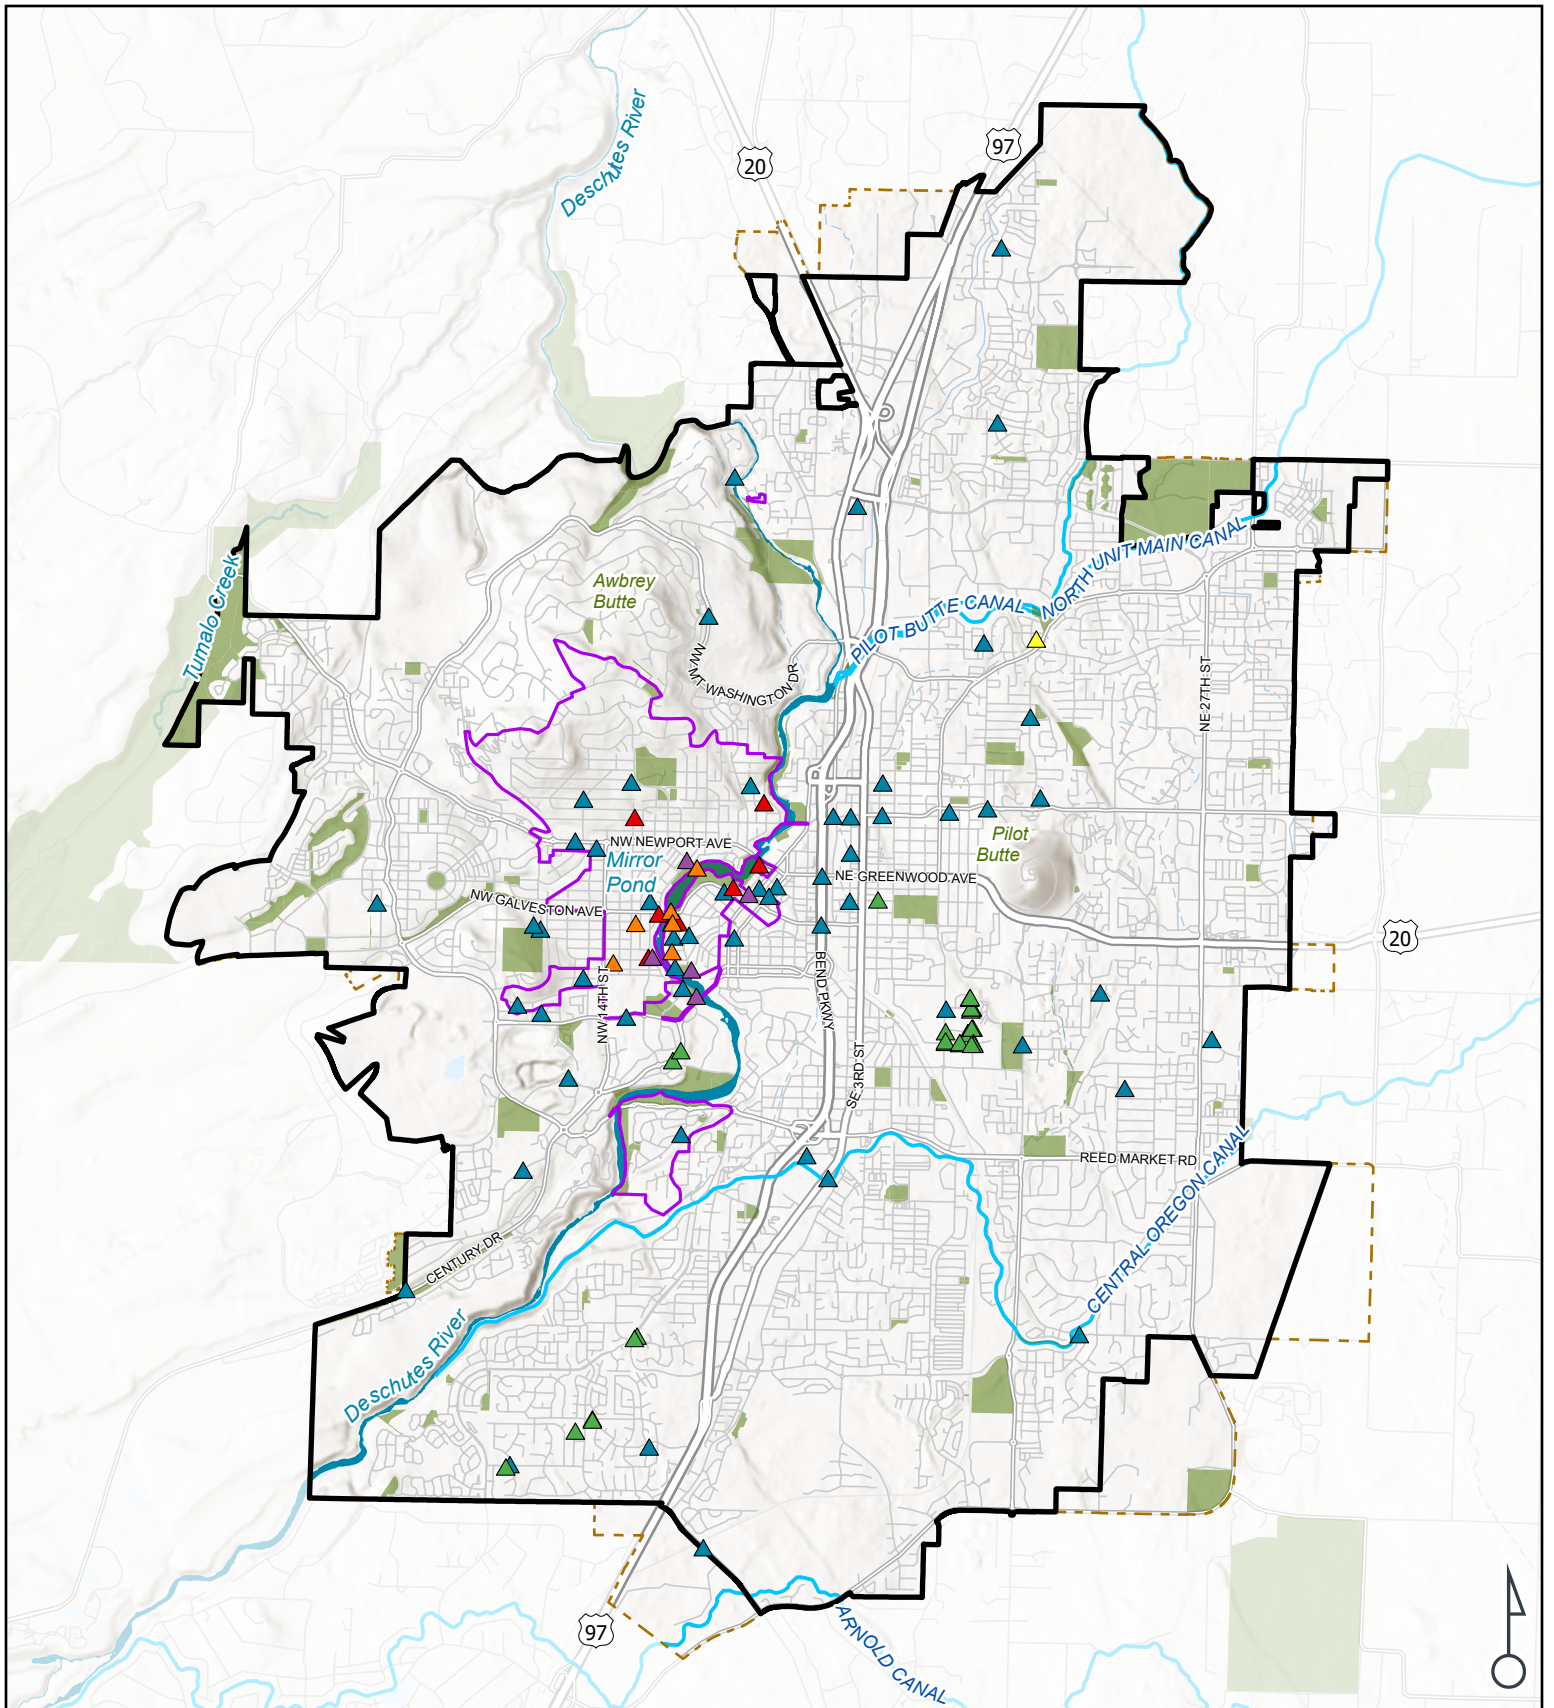 Deschutes River
20
97
Tumalo Creek
Awbrey
Butte
NORTH UNIT MAIN CANAL
PILOT BUTTE CANAL
NW MT WASHINGTON DR
NE 27TH ST
NW NEWPORT AVE
Mirror
Pond
Pilot
Butte
NE GREENWOOD AVE
NW GALVESTON AVE
20
NW 14TH ST
BEND PKWY
SE 3RD ST
REED MARKET RD
CENTRAL OREGON CANAL
CENTURY DR
Deschutes River
97
ARNOLD CANAL